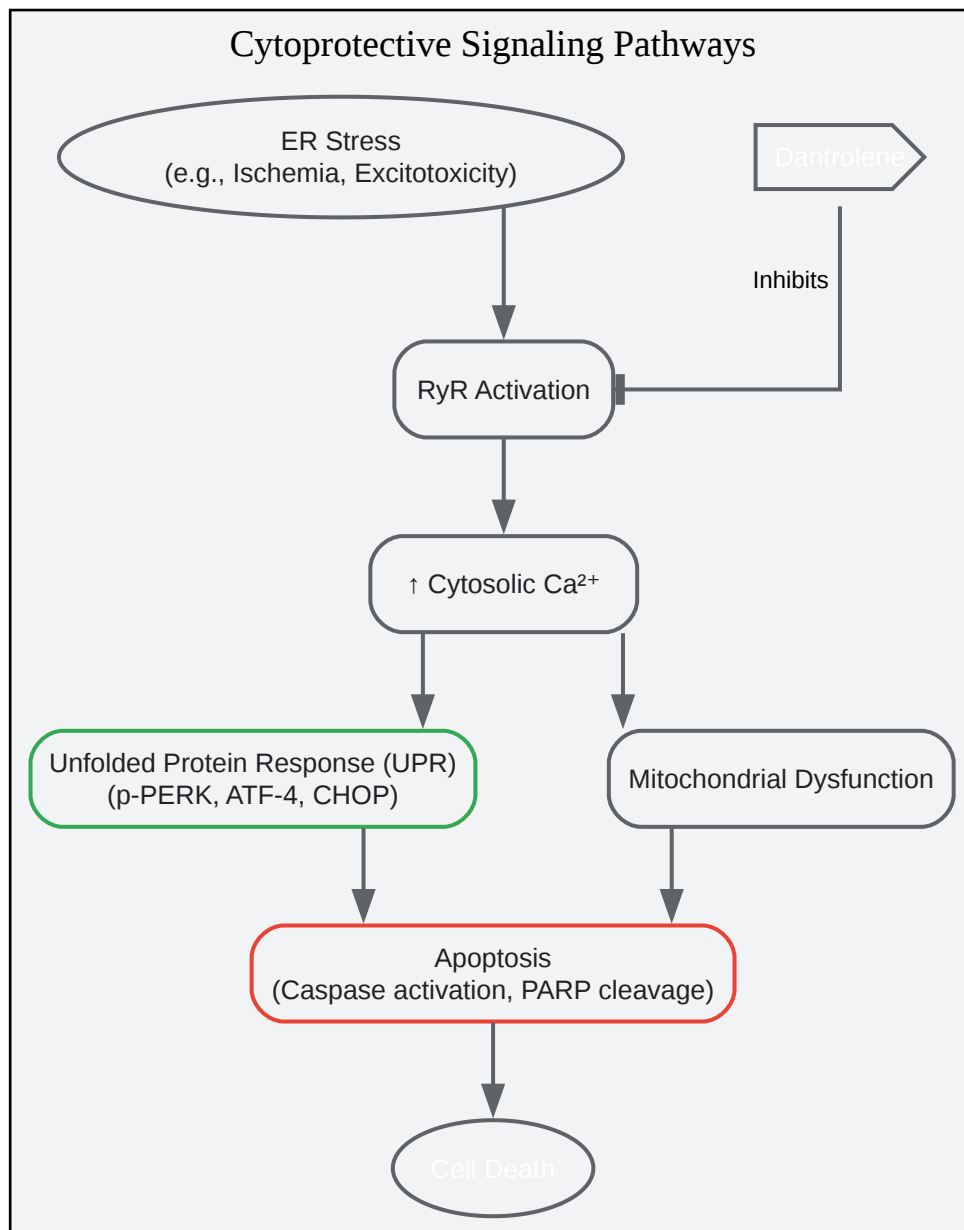 Cytoprotective Signaling Pathways
ER Stress
(e.g., Ischemia, Excitotoxicity)
Dantrolene
Inhibits
RyR Activation
↑ Cytosolic Ca²⁺
Unfolded Protein Response (UPR)
(p-PERK, ATF-4, CHOP)
Mitochondrial Dysfunction
Apoptosis
(Caspase activation, PARP cleavage)
Cell Death